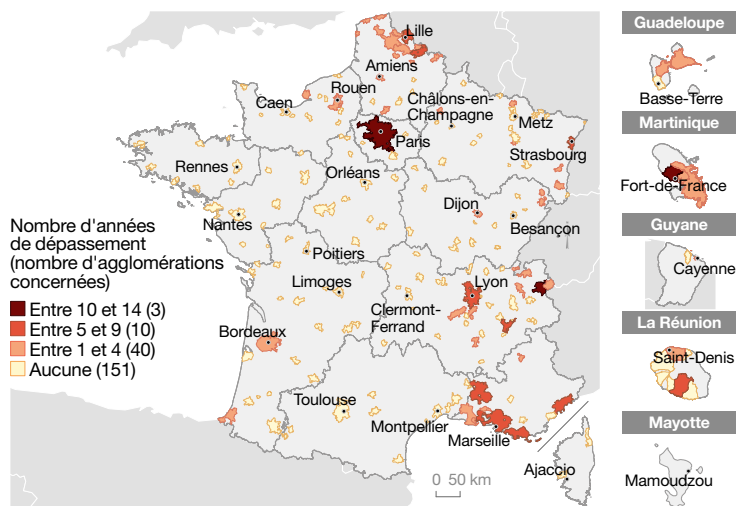 Lille
Amiens
Rouen
Caen
Châlons-en-
Champagne
Metz
Paris
Strasbourg
Rennes
Orléans
Nantes
Dijon
Besançon
Poitiers
Limoges
Clermont-
Ferrand
Lyon
Bordeaux
Toulouse
Montpellier
Marseille
Ajaccio
0 50 km
Nombre d'années
de dépassement
(nombre d'agglomérations
concernées)
Entre 10 et 14 (3)
Entre 5 et 9 (10)
Entre 1 et 4 (40)
Aucune (151)
Guadeloupe
Basse-Terre
Martinique
Fort-de-France
Guyane
Cayenne
La Réunion
Saint-Denis
Mayotte
Mamoudzou